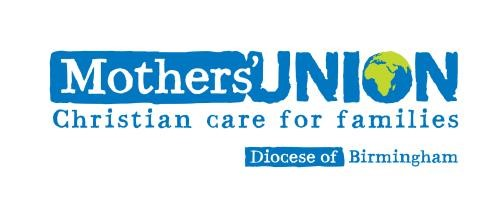 Mothers' UNION
Christian care for families
Diocese of Birmingham